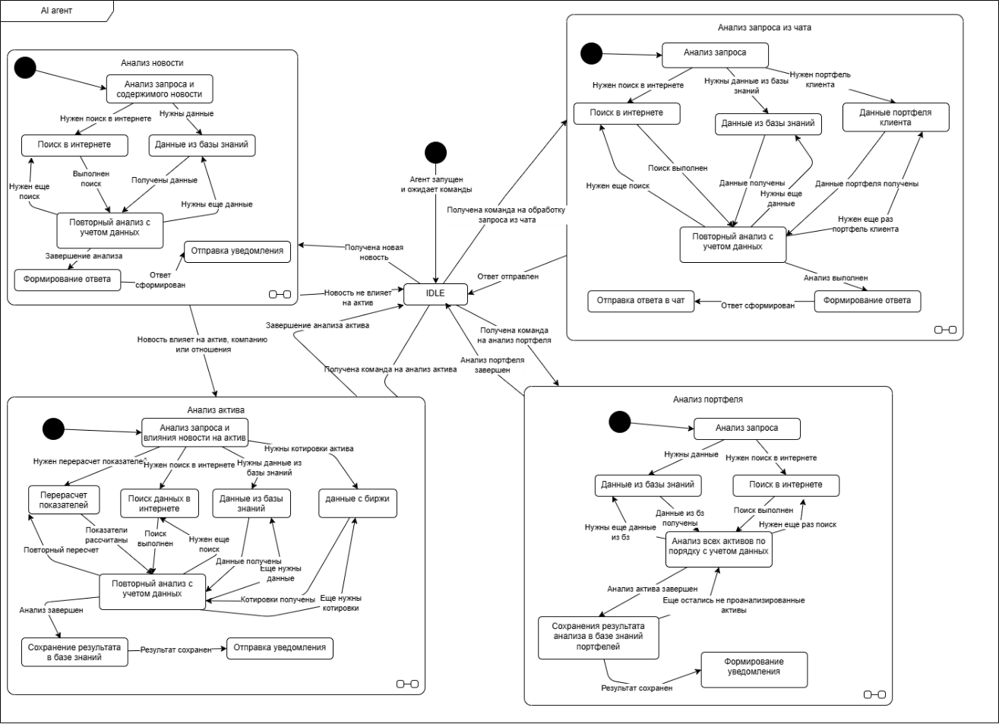 AI агент
Анализ новости
Анализ запроса и
содержимого новости
Нужен поиск в интернете
Нужны данные
Поиск в интернете
Данные из базы знаний
Выполнен
поиск
Получены данные
Нужен еще
поиск
Нужны еще данные
Повторный анализ с
учетом данных
Завершение анализа
Формирование ответа
Ответ
сформирован
Отправка уведомления
Агент запущен
и ожидает команды
IDLE
Получена новая
новость
Новость не влияет
на актив
Завершение анализа актива
Получена команда на анализ актива
Новость влияет на актив, компанию
или отношения
Получена команда на обработку
запроса из чата
Ответ отправлен
Получена команда
на анализ портфеля
Анализ портфеля
завершен
Анализ запроса из чата
Анализ запроса
Нужен поиск в интернете
Нужны данные из базы
знаний
Нужен портфель
клиента
Поиск в интернете
Данные из базы знаний
Данные портфеля
клиента
Поиск выполнен
Нужен еще поиск
Данные получены
Нужны еще
данные
Данные портфеля получены
Нужен еще раз
портфель клиента
Повторный анализ с
учетом данных
Анализ выполнен
Формирование ответа
Ответ сформирован
Отправка ответа в чат
Анализ актива
Анализ запроса и
влияния новости на актив
Нужен перерасчет показателей
Нужен поиск в интернете
Нужны данные из
базы знаний
Нужны котировки актива
Перерасчет
показателей
Поиск данных в
интернете
Данные из базы
знаний
данные с биржи
Показатели
рассчитаны
Повторный пересчет
Поиск
выполнен
Нужен еще
поиск
Данные получены
Еще нужны
данные
Котировки получены
Еще нужны
котировки
Повторный анализ с
учетом данных
Анализ завершен
Сохранение результата
в базе знаний
Результат сохранен
Отправка уведомления
Анализ портфеля
Анализ запроса
Нужны данные
Нужен поиск в интернете
Данные из базы знаний
Поиск в интернете
Данные из бз
получены
Поиск выполнен
Нужны еще данные
из бз
Нужен еще раз поиск
Анализ всех активов по
порядку с учетом данных
Анализ актива завершен
Еще остались не проанализированные
активы
Сохранения результата
анализа в базе знаний
портфелей
Результат сохранен
Формирование
уведомления